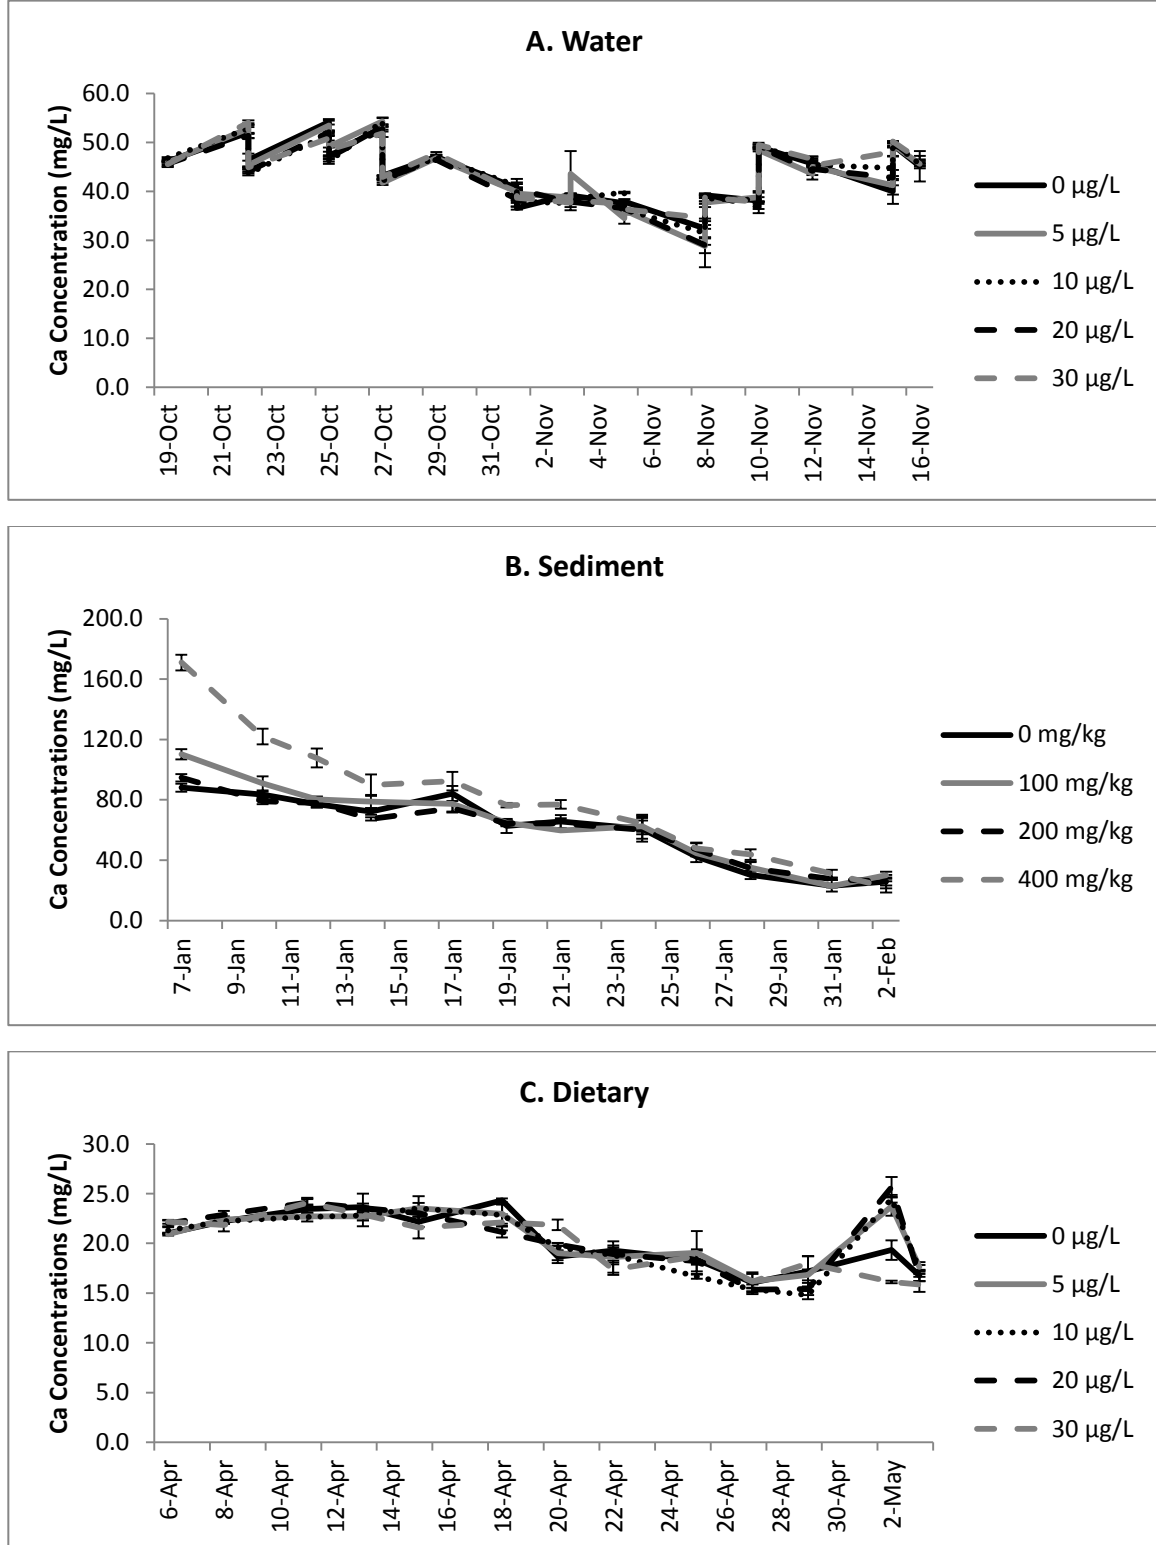 A. Water
Ca Concentration (mg/L)
60.0
50.0
40.0
30.0
20.0
10.0
0.0
19-Oct
21-Oct
23-Oct
25-Oct
27-Oct
29-Oct
31-Oct
2-Nov
4-Nov
6-Nov
8-Nov
10-Nov
12-Nov
14-Nov
16-Nov
0 µg/L
5 µg/L
10 µg/L
20 µg/L
30 µg/L
B. Sediment
Ca Concentrations (mg/L)
200.0
160.0
120.0
80.0
40.0
0.0
7-Jan
9-Jan
11-Jan
13-Jan
15-Jan
17-Jan
19-Jan
21-Jan
23-Jan
25-Jan
27-Jan
29-Jan
31-Jan
2-Feb
0 mg/kg
100 mg/kg
200 mg/kg
400 mg/kg
C. Dietary
Ca Concentrations (mg/L)
30.0
25.0
20.0
15.0
10.0
5.0
0.0
6-Apr
8-Apr
10-Apr
12-Apr
14-Apr
16-Apr
18-Apr
20-Apr
22-Apr
24-Apr
26-Apr
28-Apr
30-Apr
2-May
0 µg/L
5 µg/L
10 µg/L
20 µg/L
30 µg/L